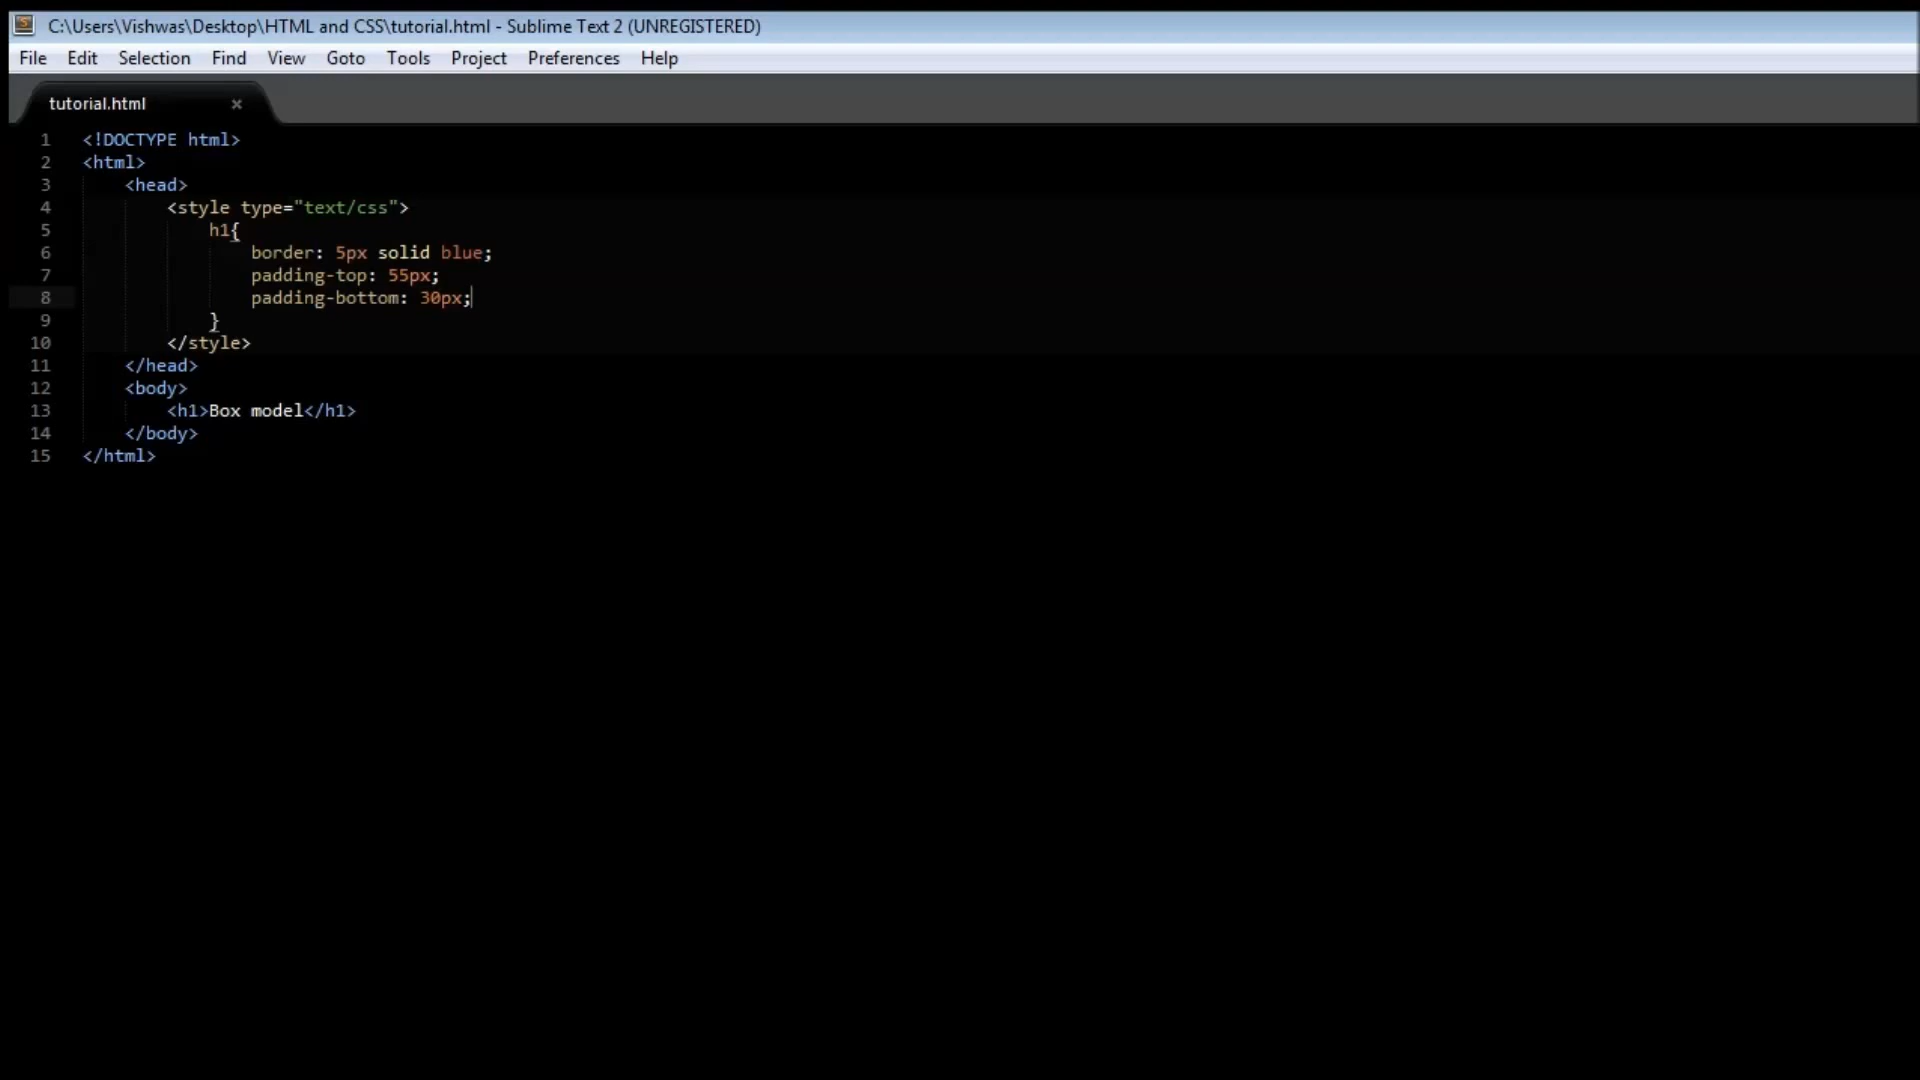 C:\Users\Vishwas\Desktop\HTML and CSS\tutorial.html - Sublime Text 2 (UNREGISTERED)
File Edit Selection Find View Goto Tools Project Preferences Help
tutorial.html ×
1 <!DOCTYPE html>
2 <html>
3 <head>
4 <style type="text/css">
5 h1{
6 border: 5px solid blue;
7 padding-top: 55px;
8 padding-bottom: 30px;
9 }
10 </style>
11 </head>
12 <body>
13 <h1>Box model</h1>
14 </body>
15 </html>